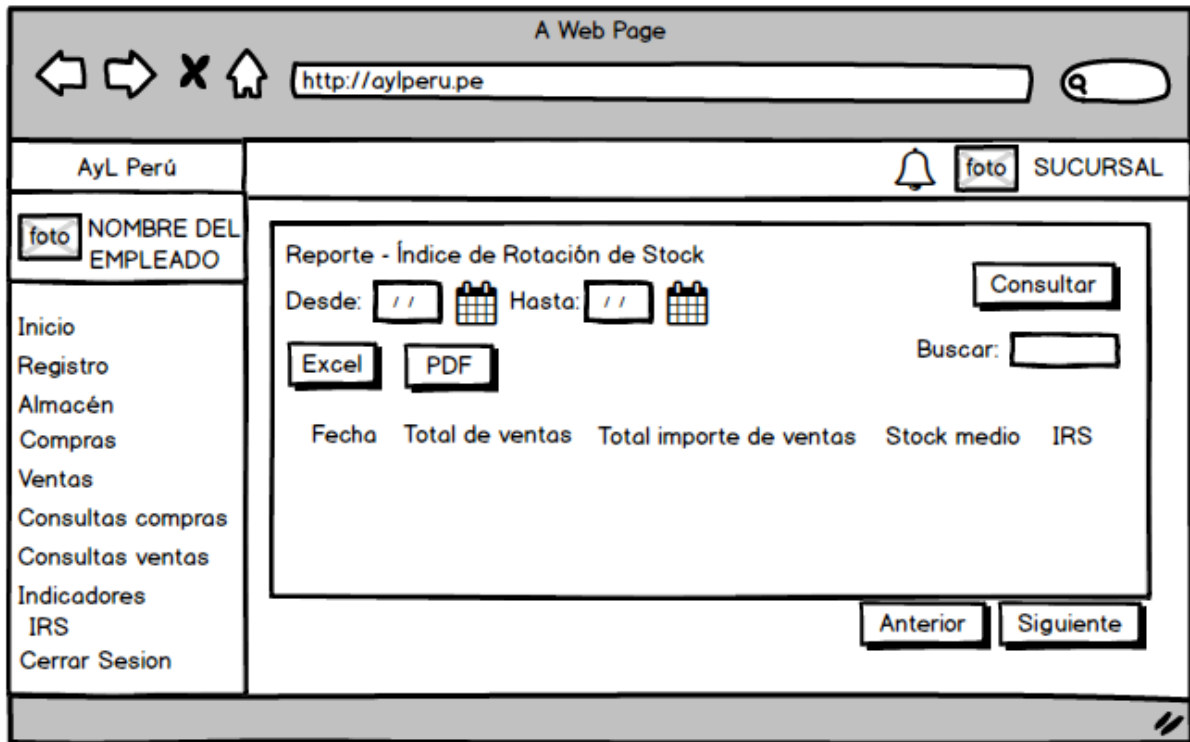 A Web Page
http://aylperu.pe
AyL Perú
foto SUCURSAL
foto NOMBRE DEL
EMPLEADO
Inicio
Registro
Almacén
Compras
Ventas
Consultas compras
Consultas ventas
Indicadores
IRS
Cerrar Sesion
Reporte - Índice de Rotación de Stock
Desde: / / Hasta: / /
Consultar
Excel PDF
Buscar:
Fecha Total de ventas Total importe de ventas Stock medio IRS
Anterior Siguiente